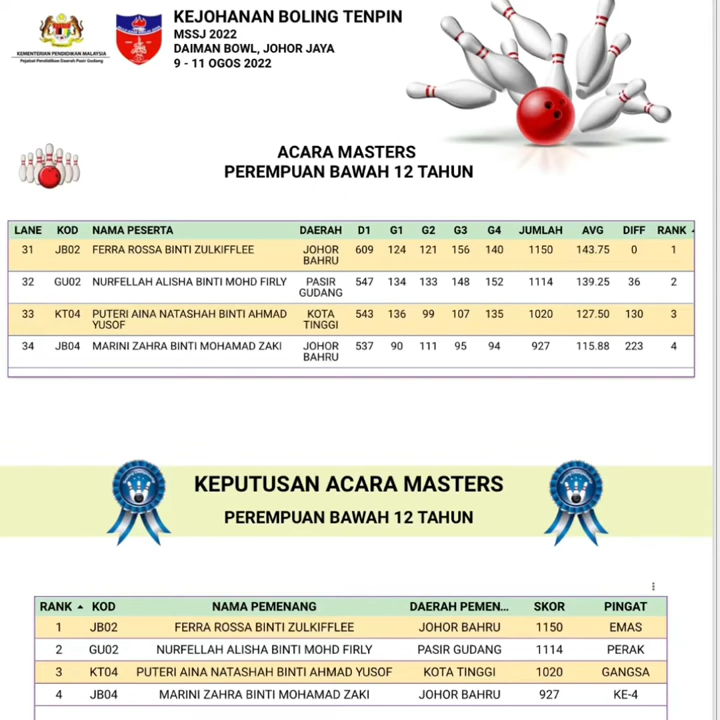 KEMENTERIAN PENDIDIKAN MALAYSIA
Pejabat Pendidikan Daerah Pasir Gudang
KEJOHANAN BOLING TENPIN
MSSJ 2022
DAIMAN BOWL, JOHOR JAYA
9 - 11 OGOS 2022
ACARA MASTERS
PEREMPUAN BAWAH 12 TAHUN
LANE KOD NAMA PESERTA DAERAH D1 G1 G2 G3 G4 JUMLAH AVG DIFF RANK
31 JB02 FERRA ROSSA BINTI ZULKIFFLEE JOHOR BAHRU 609 124 121 156 140 1150 143.75 0 1
32 GU02 NURFELLAH ALISHA BINTI MOHD FIRLY PASIR GUDANG 547 134 133 148 152 1114 139.25 36 2
33 KT04 PUTERI AINA NATASHAH BINTI AHMAD YUSOF KOTA TINGGI 543 136 99 107 135 1020 127.50 130 3
34 JB04 MARINI ZAHRA BINTI MOHAMAD ZAKI JOHOR BAHRU 537 90 111 95 94 927 115.88 223 4
KEPUTUSAN ACARA MASTERS
PEREMPUAN BAWAH 12 TAHUN
RANK KOD NAMA PEMENANG DAERAH PEMEN... SKOR PINGAT
1 JB02 FERRA ROSSA BINTI ZULKIFFLEE JOHOR BAHRU 1150 EMAS
2 GU02 NURFELLAH ALISHA BINTI MOHD FIRLY PASIR GUDANG 1114 PERAK
3 KT04 PUTERI AINA NATASHAH BINTI AHMAD YUSOF KOTA TINGGI 1020 GANGSA
4 JB04 MARINI ZAHRA BINTI MOHAMAD ZAKI JOHOR BAHRU 927 KE-4